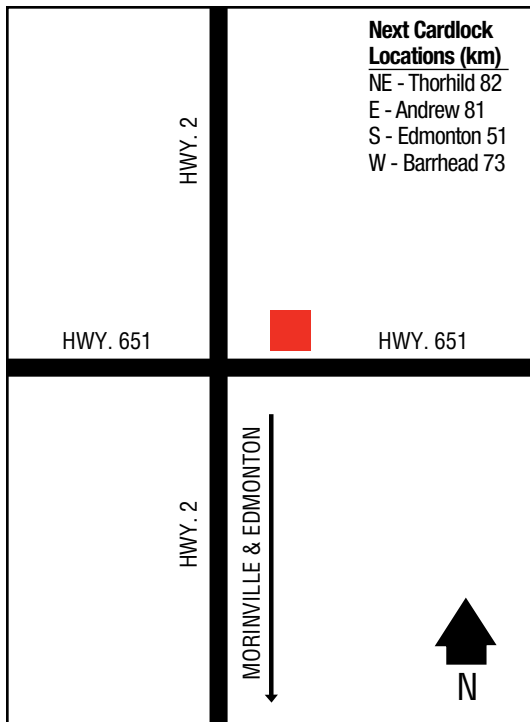 Next Cardlock
Locations (km)
NE - Thorhild 82
E - Andrew 81
S - Edmonton 51
W - Barrhead 73
HWY. 2
HWY. 651
HWY. 651
HWY. 2
MORINVILLE & EDMONTON
N